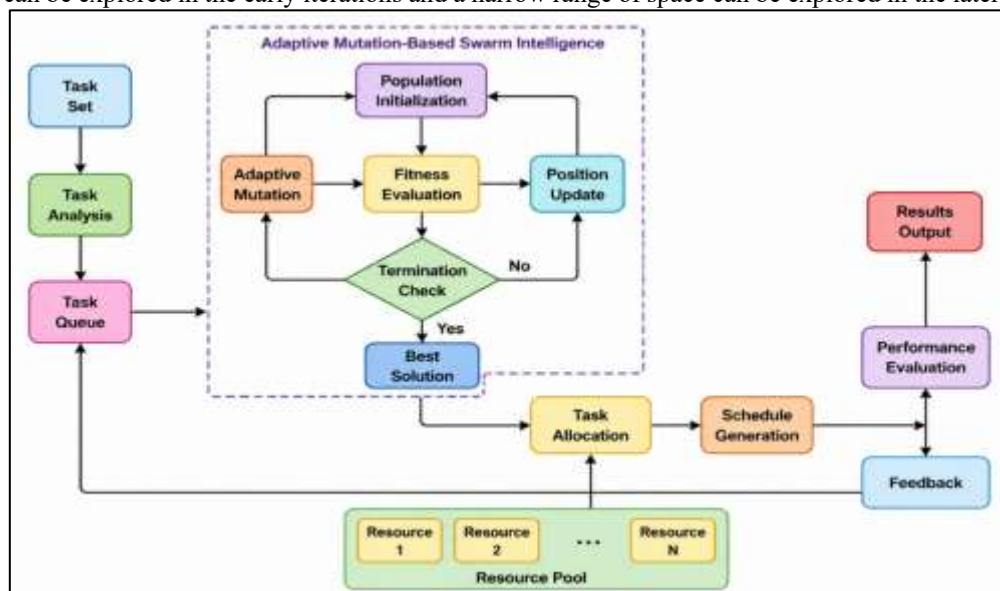 can be explored in the early iterations and a narrow range of space can be explored in the later
Adaptive Mutation-Based Swarm Intelligence
Task
Set
Population
Initialization
Task
Analysis
Adaptive
Mutation
Fitness
Evaluation
Position
Update
Results
Output
Task
Queue
Termination
Check
No
Yes
Best
Solution
Performance
Evaluation
Task
Allocation
Schedule
Generation
Feedback
Resource
1
Resource
2
...
Resource
N
Resource Pool